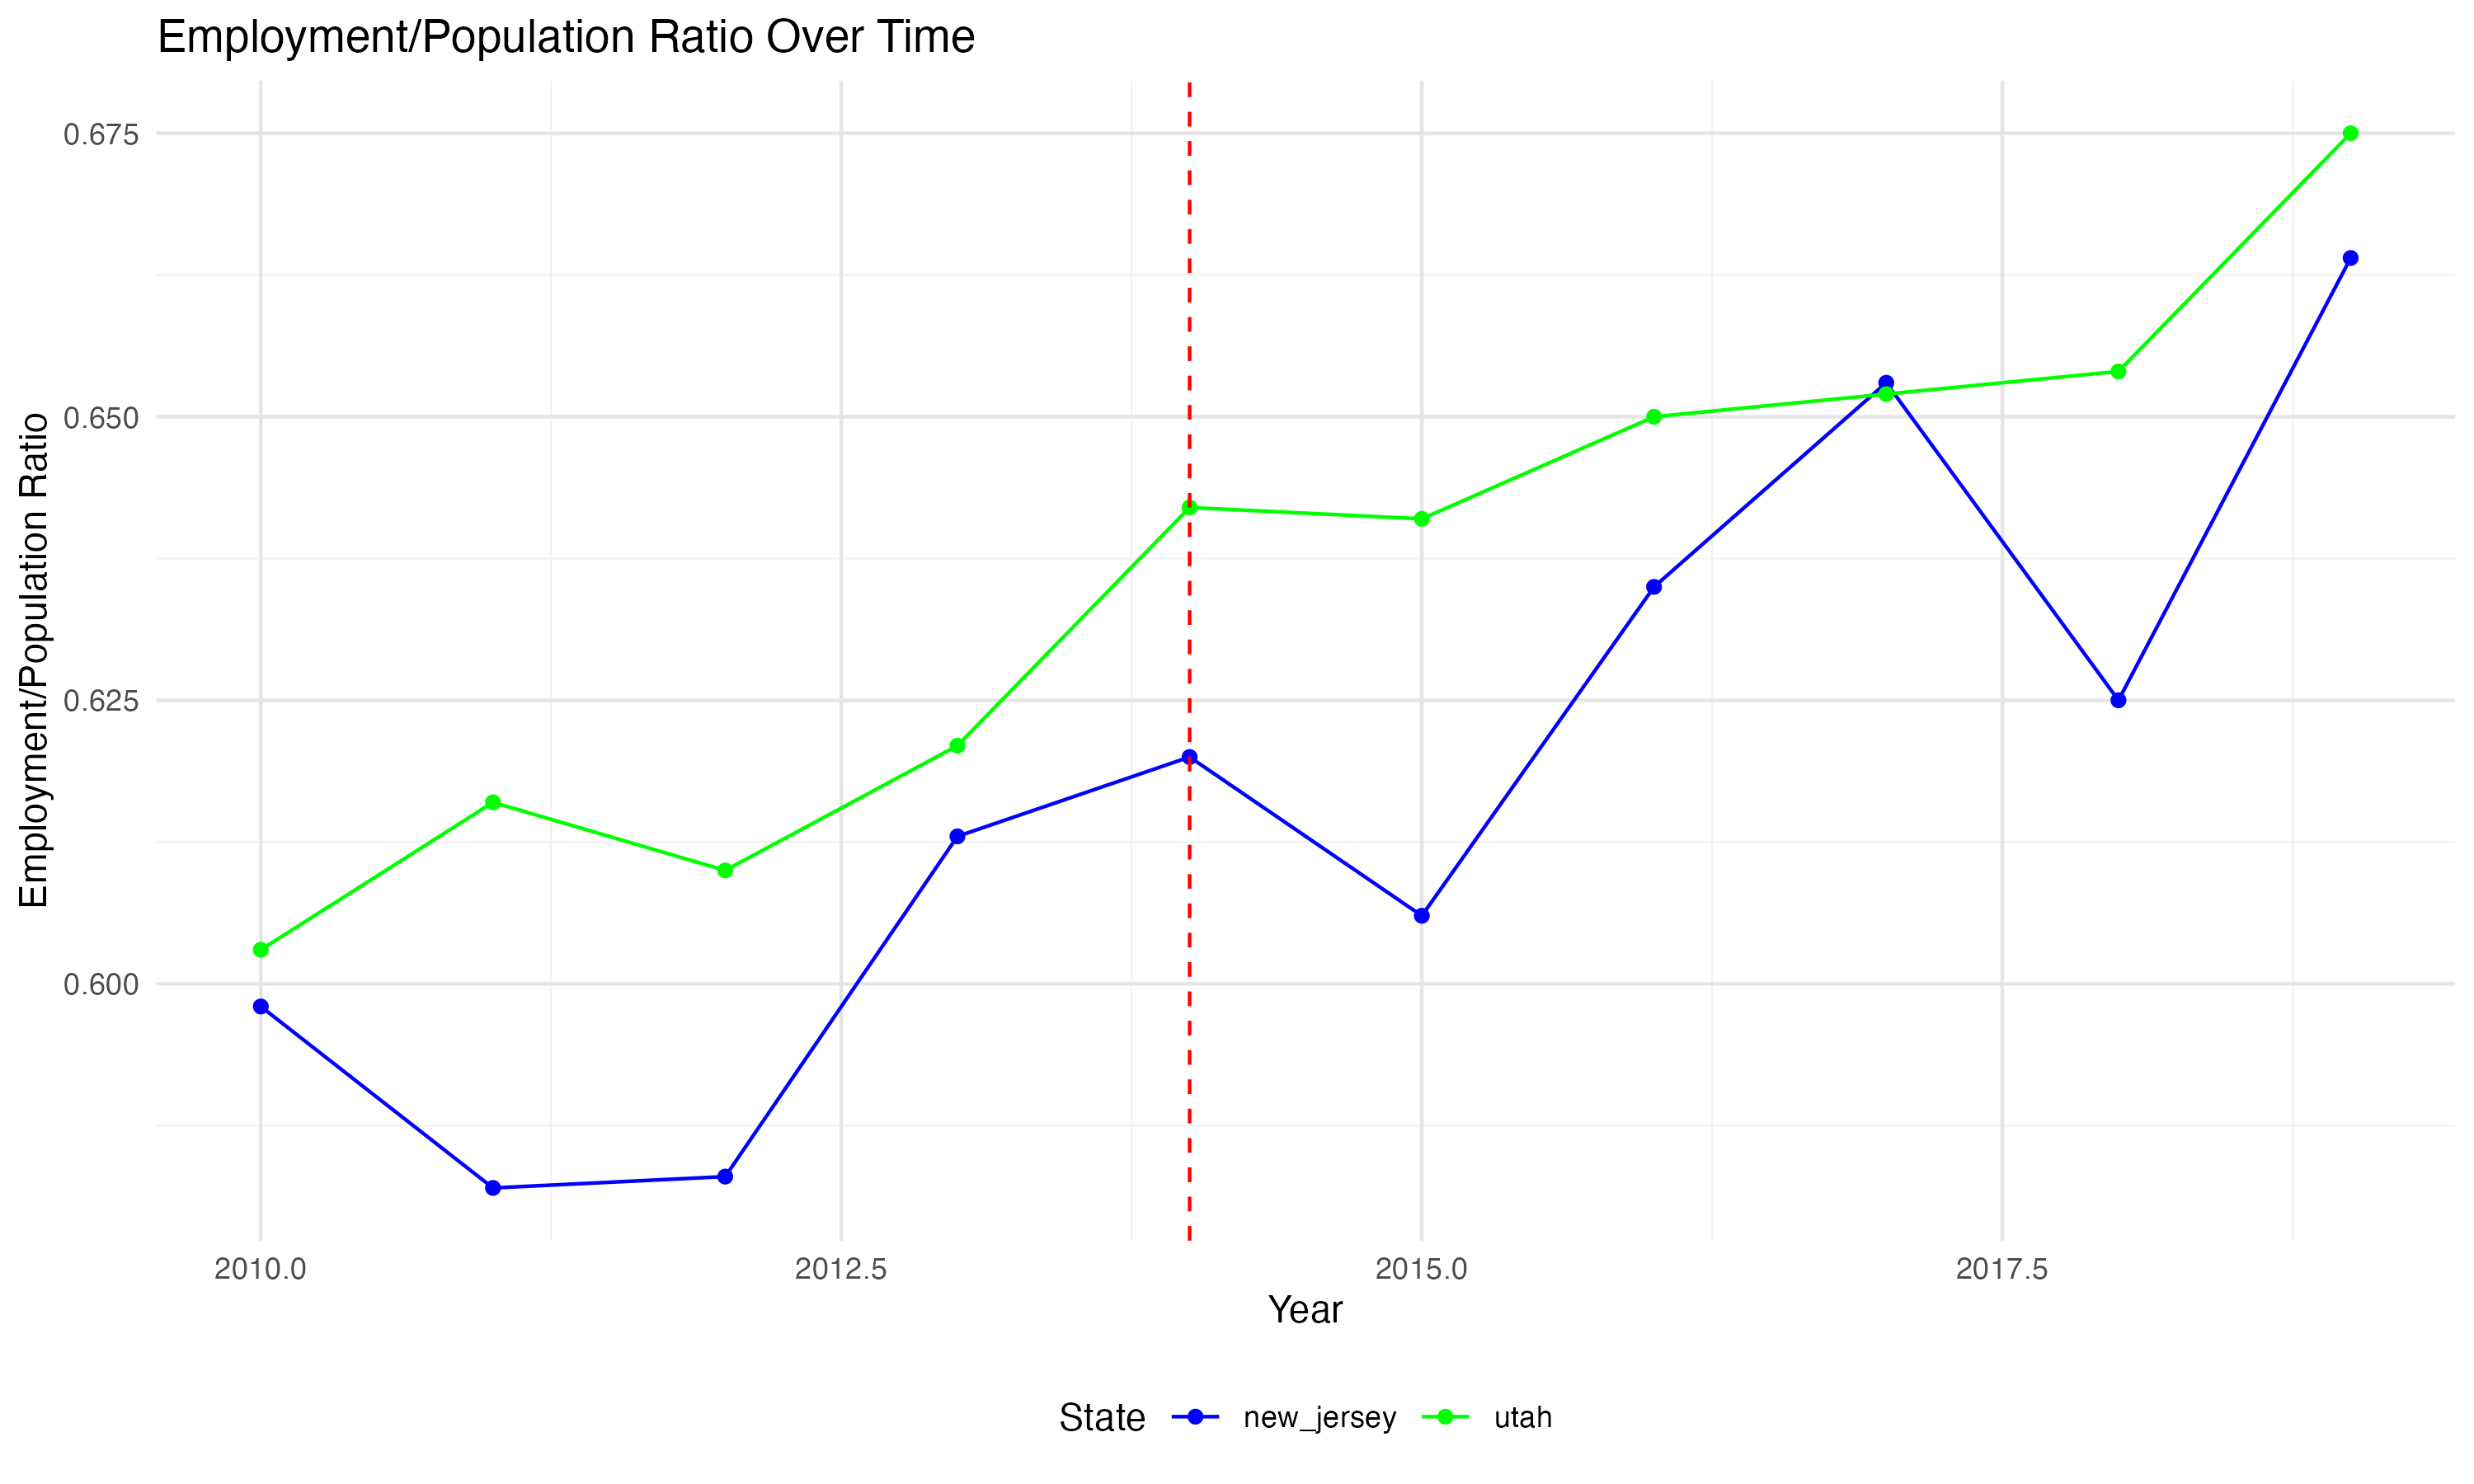 Employment/Population Ratio Over Time
Employment/Population Ratio
0.675
0.650
0.625
0.600
2010.0 2012.5 2015.0 2017.5
Year
State new_jersey utah